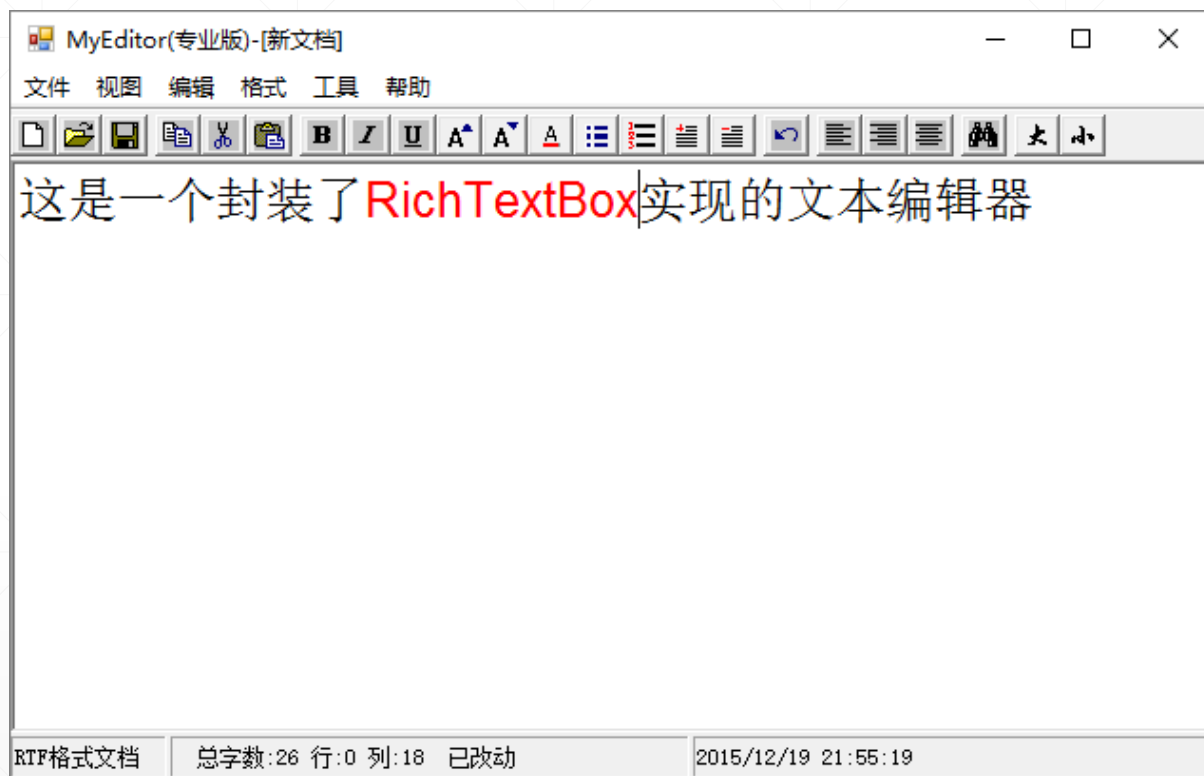 MyEditor(专业版)-[新文档]
文件 视图 编辑 格式 工具 帮助
B I U A A A 大 小
这是一个封装了RichTextBox实现的文本编辑器
RTF格式文档 总字数:26 行:0 列:18 已改动 2015/12/19 21:55:19